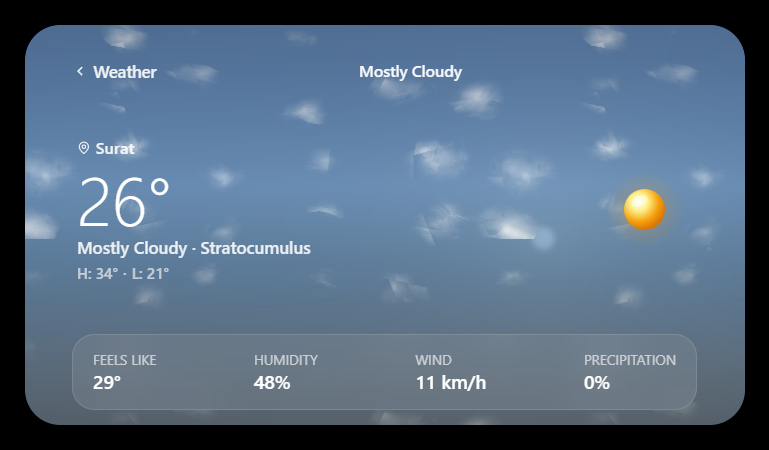 Weather
Mostly Cloudy
Surat
26°
Mostly Cloudy · Stratocumulus
H: 34° · L: 21°
FEELS LIKE HUMIDITY WIND PRECIPITATION
29° 48% 11 km/h 0%